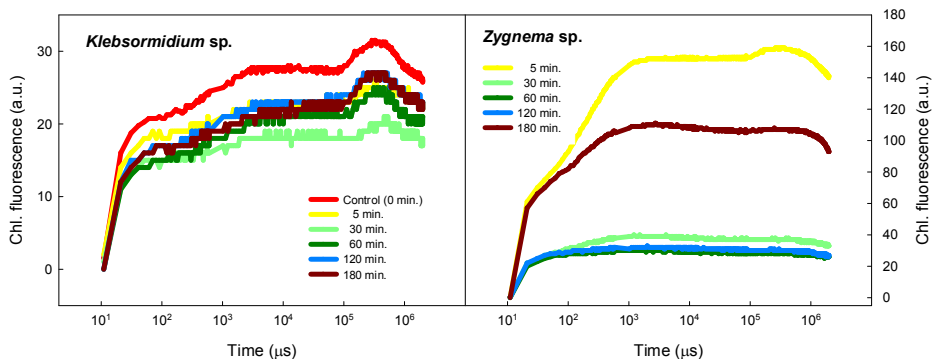 Klebsormidium sp.
Chl. fluorescence (a.u.)
30
20
10
0
Control (0 min.)
5 min.
30 min.
60 min.
120 min.
180 min.
10¹ 10² 10³ 10⁴ 10⁵ 10⁶
Time (μs)
Zygnema sp.
5 min.
30 min.
60 min.
120 min.
180 min.
10¹ 10² 10³ 10⁴ 10⁵ 10⁶
Time (μs)
180
160
140
120
100
80
60
40
20
0
Chl. fluorescence (a.u.)